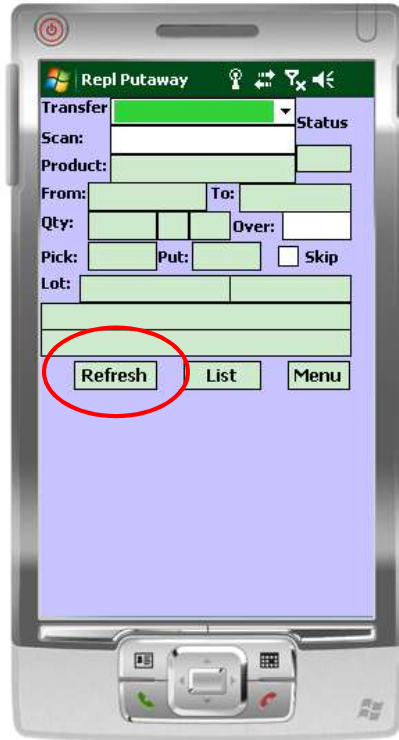 Repl Putaway
Transfer
Status
Scan:
Product:
From: To:
Qty: Over:
Pick: Put: Skip
Lot:
Refresh List Menu